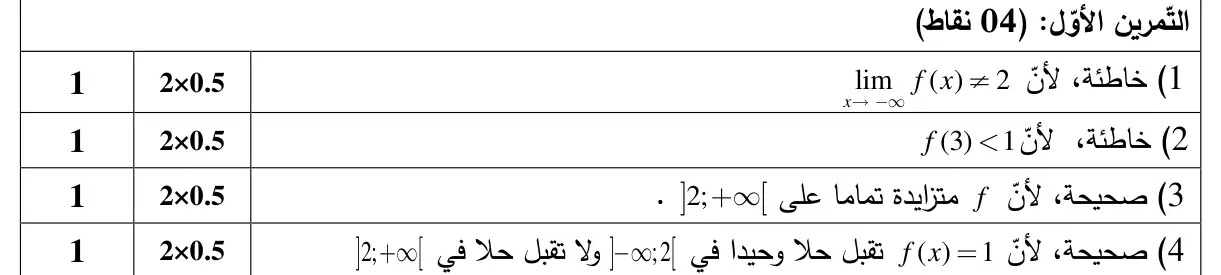 التّمرين الأوّل: (04 نقاط)
1) خاطئة، لأنّ lim f(x) ≠ 2 x→ −∞ 2×0.5 1
2) خاطئة، لأنّ f(3) < 1 2×0.5 1
3) صحيحة، لأنّ f متزايدة تماما على ]2;+∞[ . 2×0.5 1
4) صحيحة، لأنّ f(x) = 1 تقبل حلا وحيدا في ]−∞;2[ ولا تقبل حلا في ]2;+∞[ 2×0.5 1